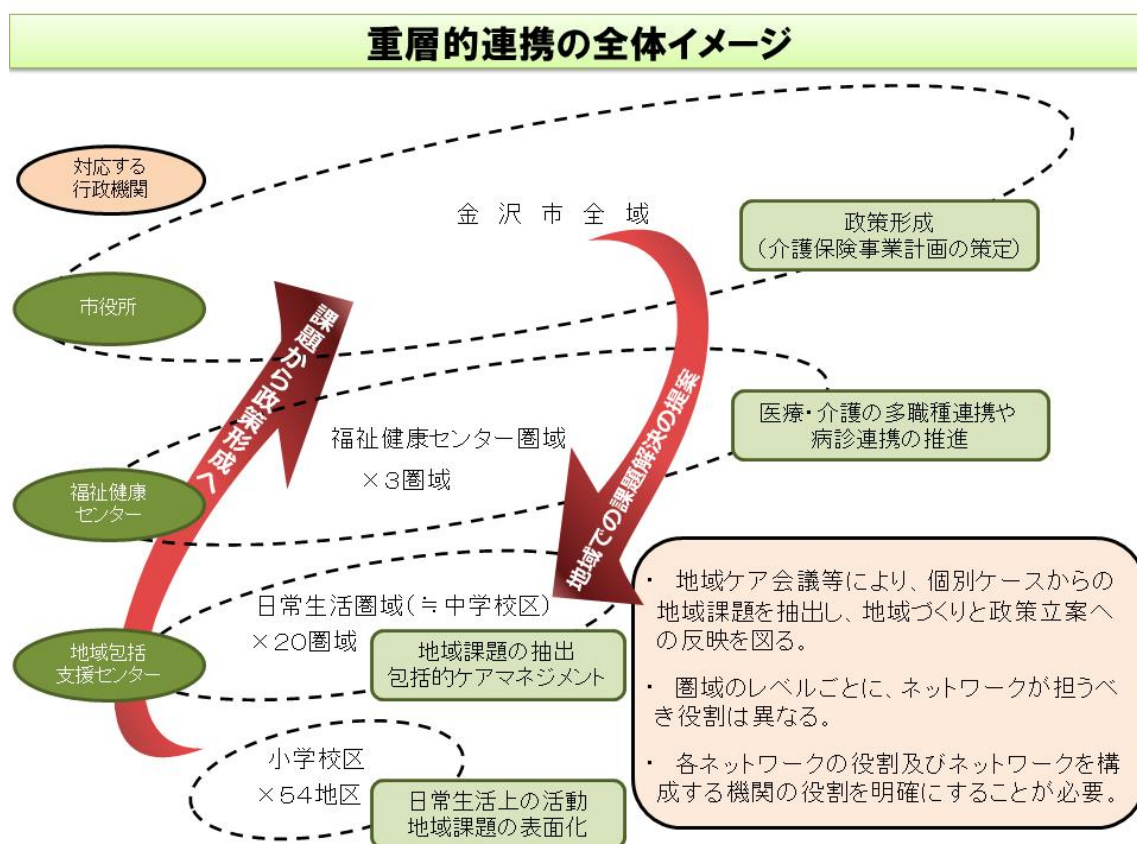 重層的連携の全体イメージ
対応する
行政機関
金 沢 市 全 域
政策形成
(介護保険事業計画の策定)
市役所
課題から政策形成へ
地域での課題解決の提案
医療・介護の多職種連携や
病診連携の推進
福祉健康センター圏域
×3圏域
福祉健康
センター
日常生活圏域(≒中学校区)
×20圏域
地域課題の抽出
包括的ケアマネジメント
地域包括
支援センター
小学校区
×54地区
日常生活上の活動
地域課題の表面化
・ 地域ケア会議等により、個別ケースからの
地域課題を抽出し、地域づくりと政策立案へ
の反映を図る。
・ 圏域のレベルごとに、ネットワークが担うべ
き役割は異なる。
・ 各ネットワークの役割及びネットワークを構
成する機関の役割を明確にすることが必要。